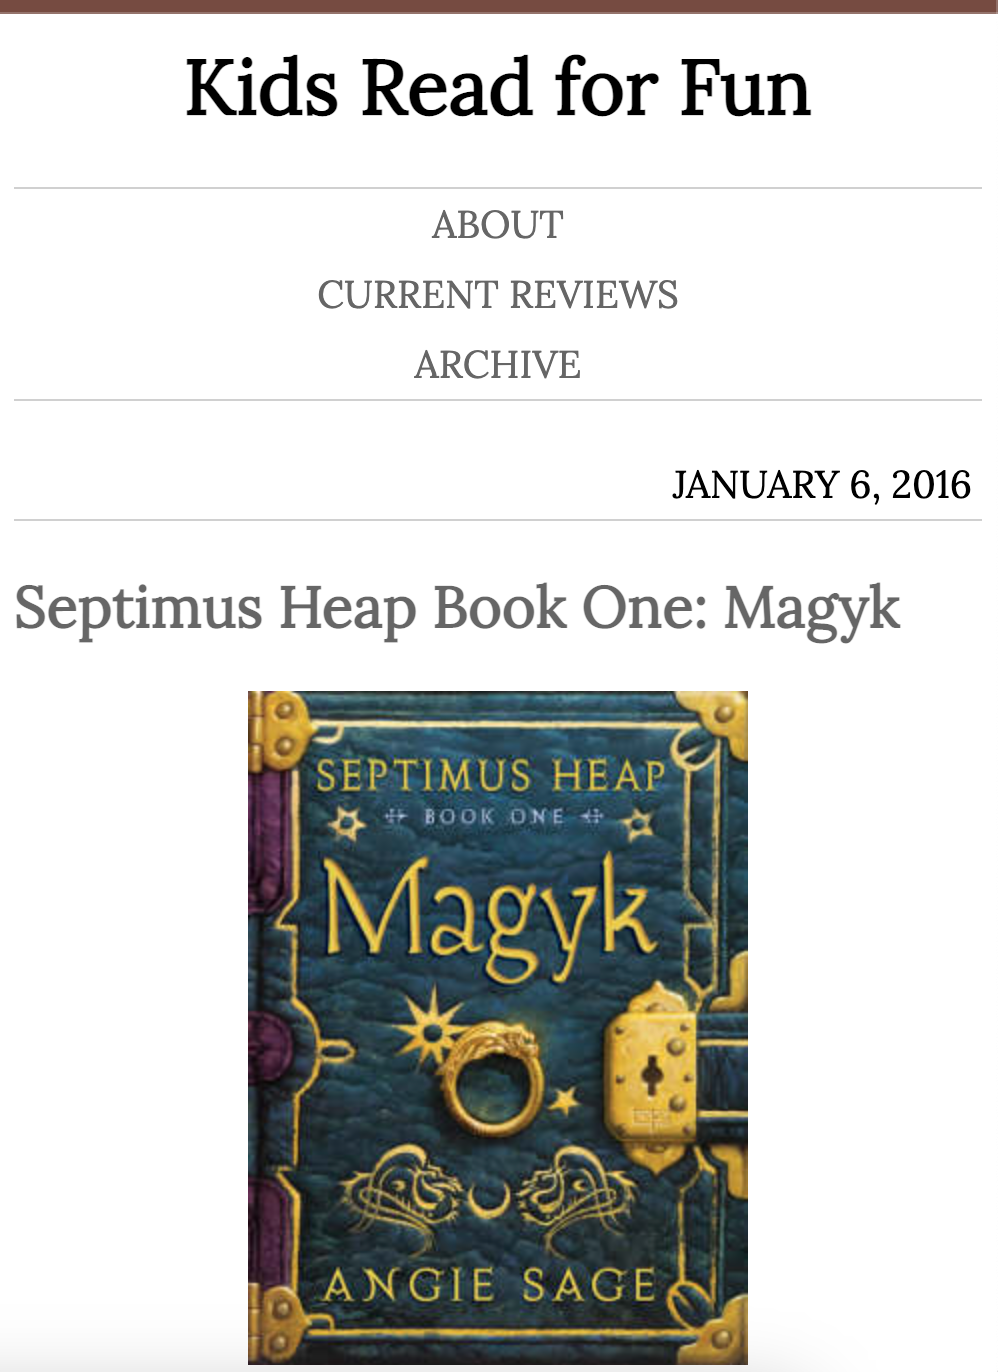 Kids Read for Fun
ABOUT
CURRENT REVIEWS
ARCHIVE
JANUARY 6, 2016
Septimus Heap Book One: Magyk
SEPTIMUS HEAP
BOOK ONE
Magyk
ANGIE SAGE